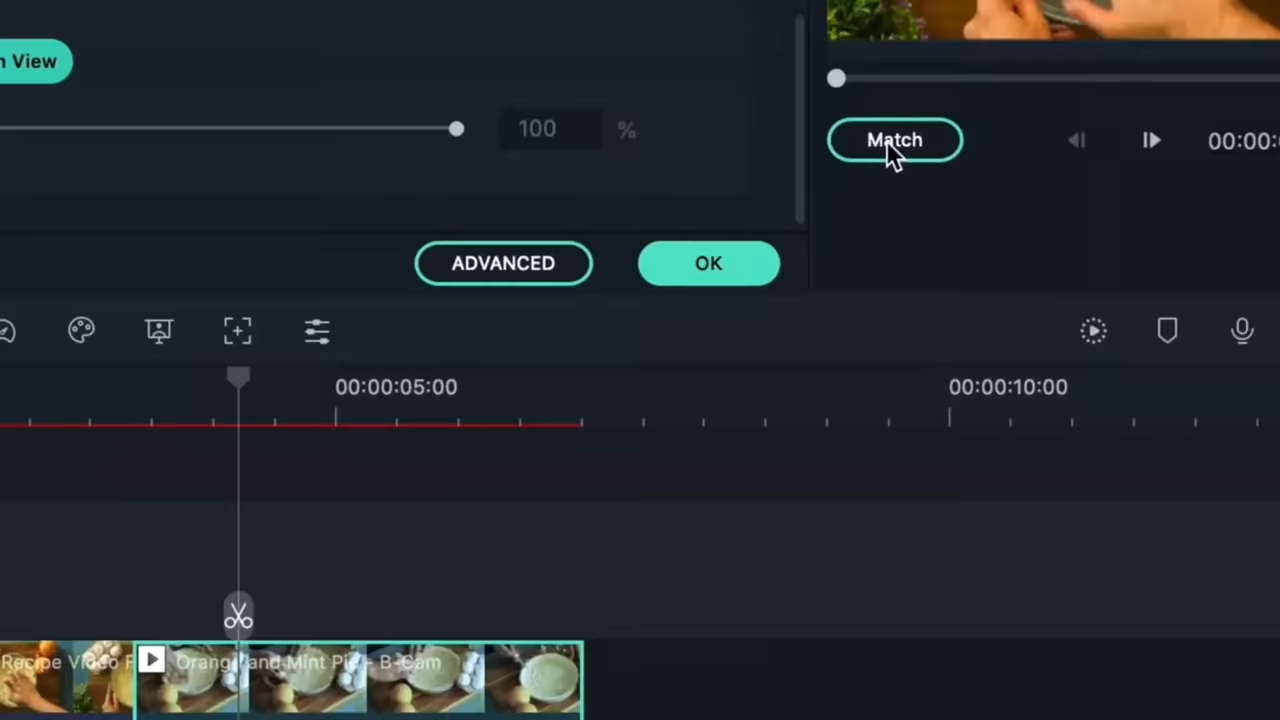 n View
100
%
Match
00:00:
ADVANCED
OK
00:00:05:00
00:00:10:00
Recipe Video F
Orange and Mint Pie - B-Cam